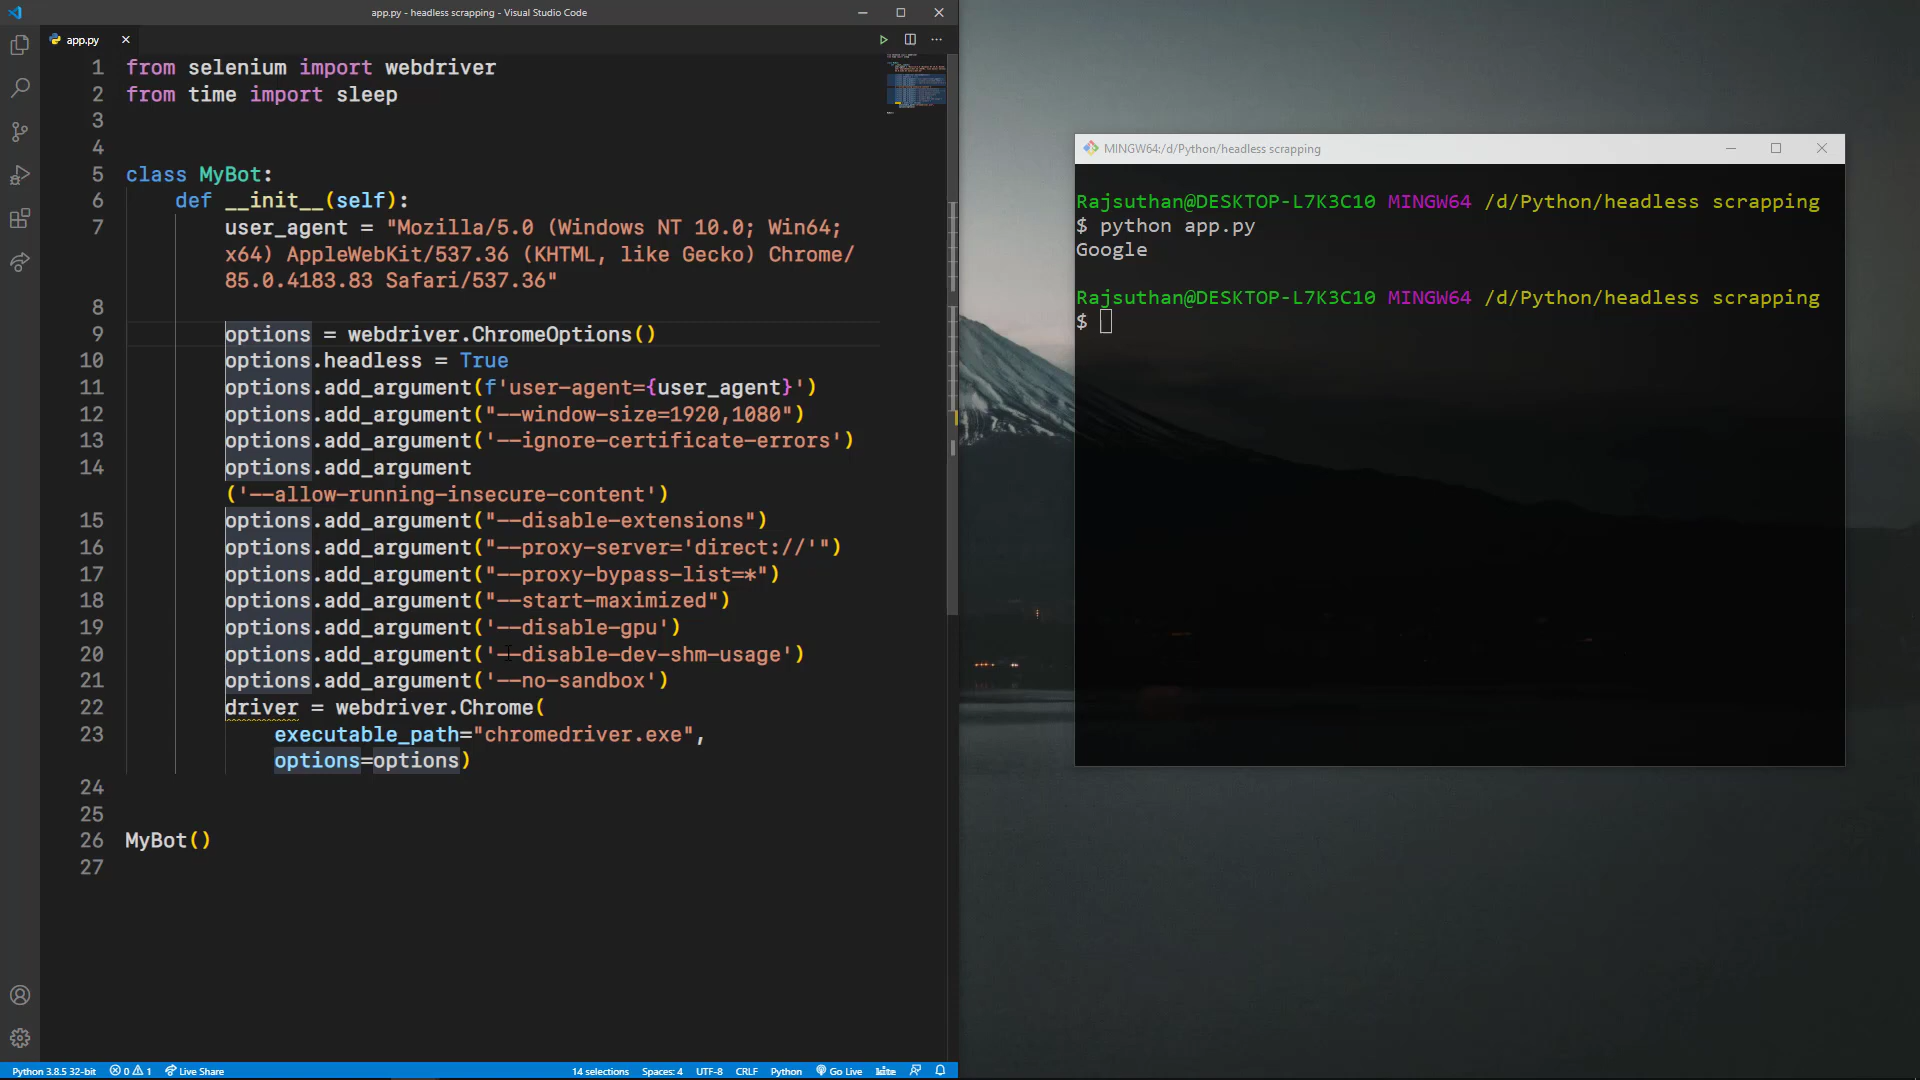 app.py - headless scrapping - Visual Studio Code
app.py
1 from selenium import webdriver
2 from time import sleep
3
4
5 class MyBot:
6 def __init__(self):
7 user_agent = "Mozilla/5.0 (Windows NT 10.0; Win64;
x64) AppleWebKit/537.36 (KHTML, like Gecko) Chrome/
85.0.4183.83 Safari/537.36"
8
9 options = webdriver.ChromeOptions()
10 options.headless = True
11 options.add_argument(f'user-agent={user_agent}')
12 options.add_argument("--window-size=1920,1080")
13 options.add_argument('--ignore-certificate-errors')
14 options.add_argument
('--allow-running-insecure-content')
15 options.add_argument("--disable-extensions")
16 options.add_argument("--proxy-server='direct://'")
17 options.add_argument("--proxy-bypass-list=*")
18 options.add_argument("--start-maximized")
19 options.add_argument('--disable-gpu')
20 options.add_argument('--disable-dev-shm-usage')
21 options.add_argument('--no-sandbox')
22 driver = webdriver.Chrome(
23 executable_path="chromedriver.exe",
options=options)
24
25
26 MyBot()
27
Python 3.8.5 32-bit 0 1 Live Share 14 selections Spaces: 4 UTF-8 CRLF Python Go Live kite
MINGW64:/d/Python/headless scrapping
Rajsuthan@DESKTOP-L7K3C10 MINGW64 /d/Python/headless scrapping
$ python app.py
Google
Rajsuthan@DESKTOP-L7K3C10 MINGW64 /d/Python/headless scrapping
$